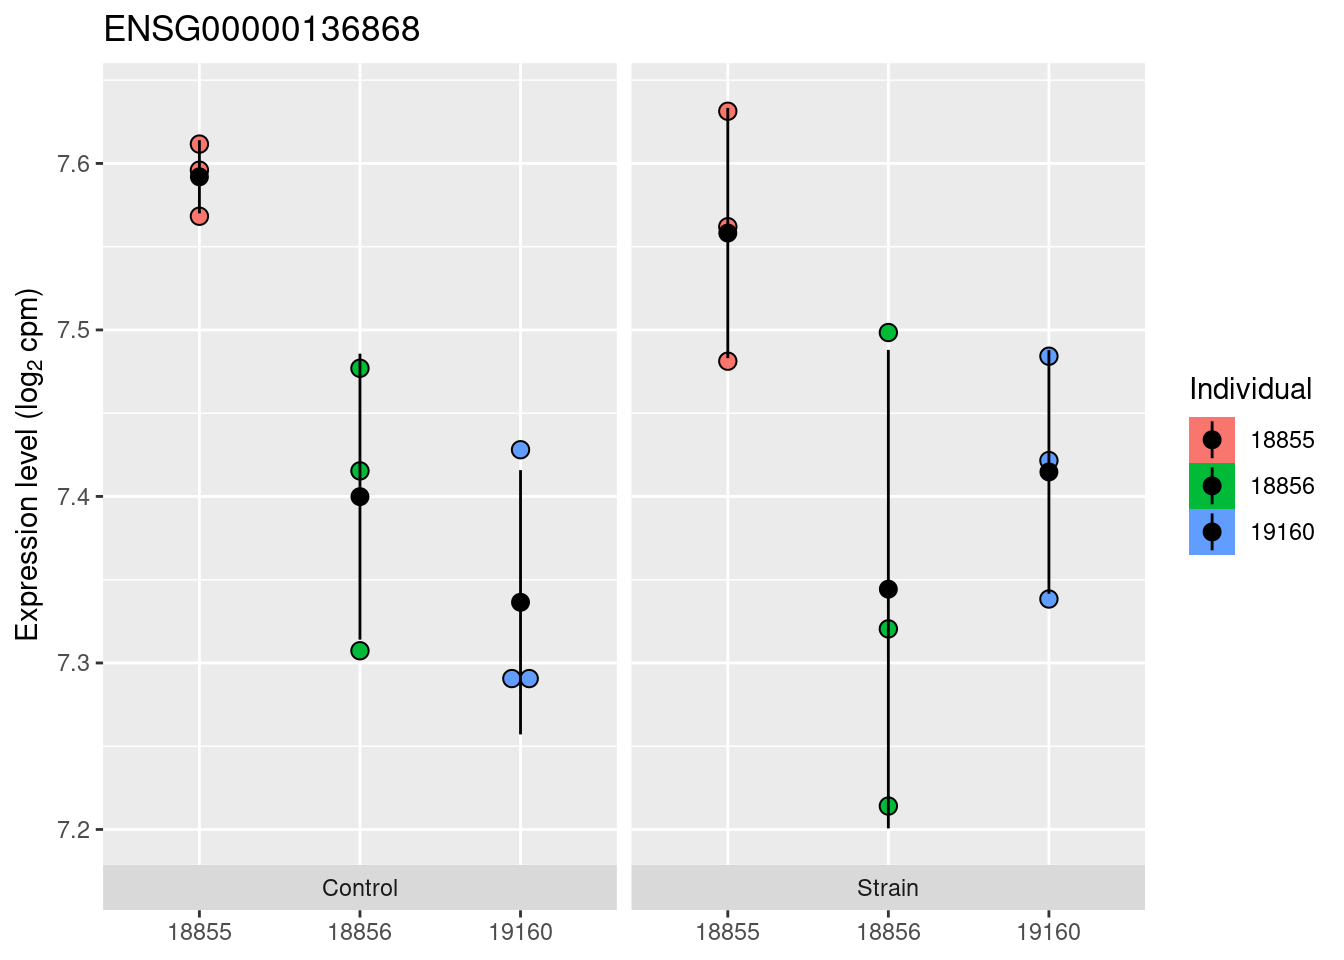 ENSG00000136868
Expression level (log₂ cpm)
7.6
7.5
7.4
7.3
7.2
Control
Strain
18855
18856
19160
18855
18856
19160
Individual
18855
18856
19160